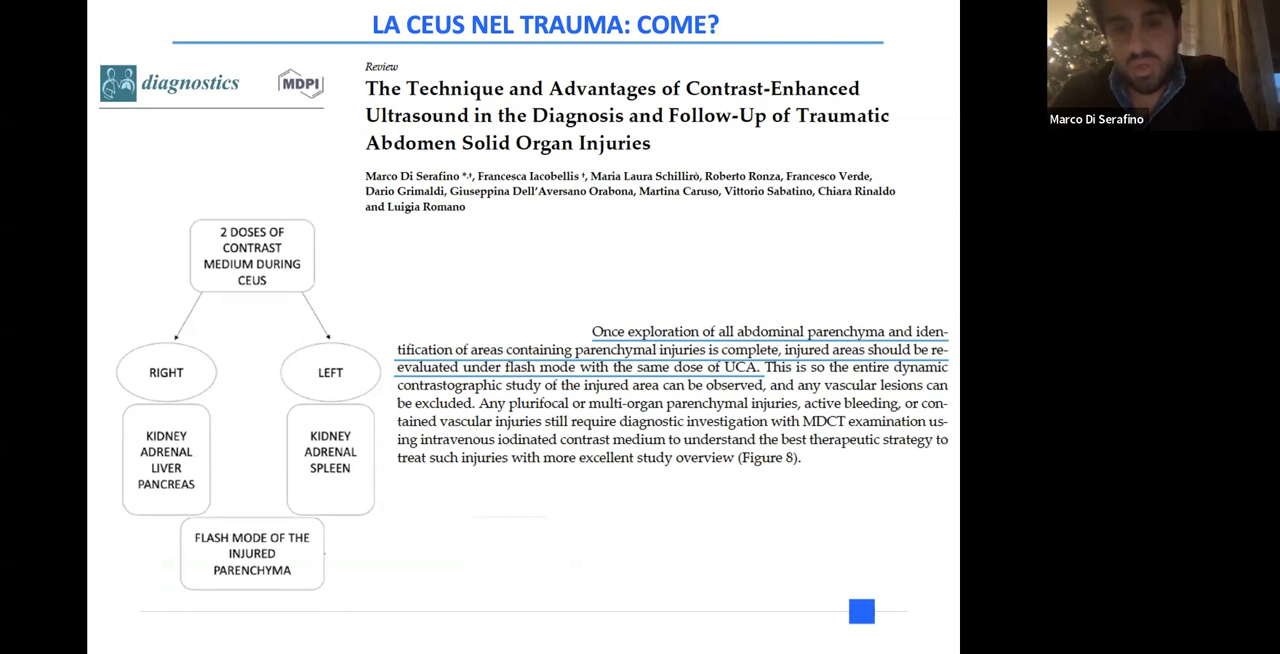 LA CEUS NEL TRAUMA: COME?
diagnostics
MDPI
Review
The Technique and Advantages of Contrast-Enhanced
Ultrasound in the Diagnosis and Follow-Up of Traumatic
Abdomen Solid Organ Injuries
Marco Di Serafino *,†, Francesca Iacobellis †, Maria Laura Schillirò, Roberto Ronza, Francesco Verde,
Dario Grimaldi, Giuseppina Dell'Aversano Orabona, Martina Caruso, Vittorio Sabatino, Chiara Rinaldo
and Luigia Romano
2 DOSES OF
CONTRAST
MEDIUM DURING
CEUS
RIGHT
LEFT
KIDNEY
ADRENAL
LIVER
PANCREAS
KIDNEY
ADRENAL
SPLEEN
FLASH MODE OF THE
INJURED
PARENCHYMA
Once exploration of all abdominal parenchyma and iden-
tification of areas containing parenchymal injuries is complete, injured areas should be re-
evaluated under flash mode with the same dose of UCA. This is so the entire dynamic
contrastographic study of the injured area can be observed, and any vascular lesions can
be excluded. Any plurifocal or multi-organ parenchymal injuries, active bleeding, or con-
tained vascular injuries still require diagnostic investigation with MDCT examination us-
ing intravenous iodinated contrast medium to understand the best therapeutic strategy to
treat such injuries with more excellent study overview (Figure 8).
Marco Di Serafino